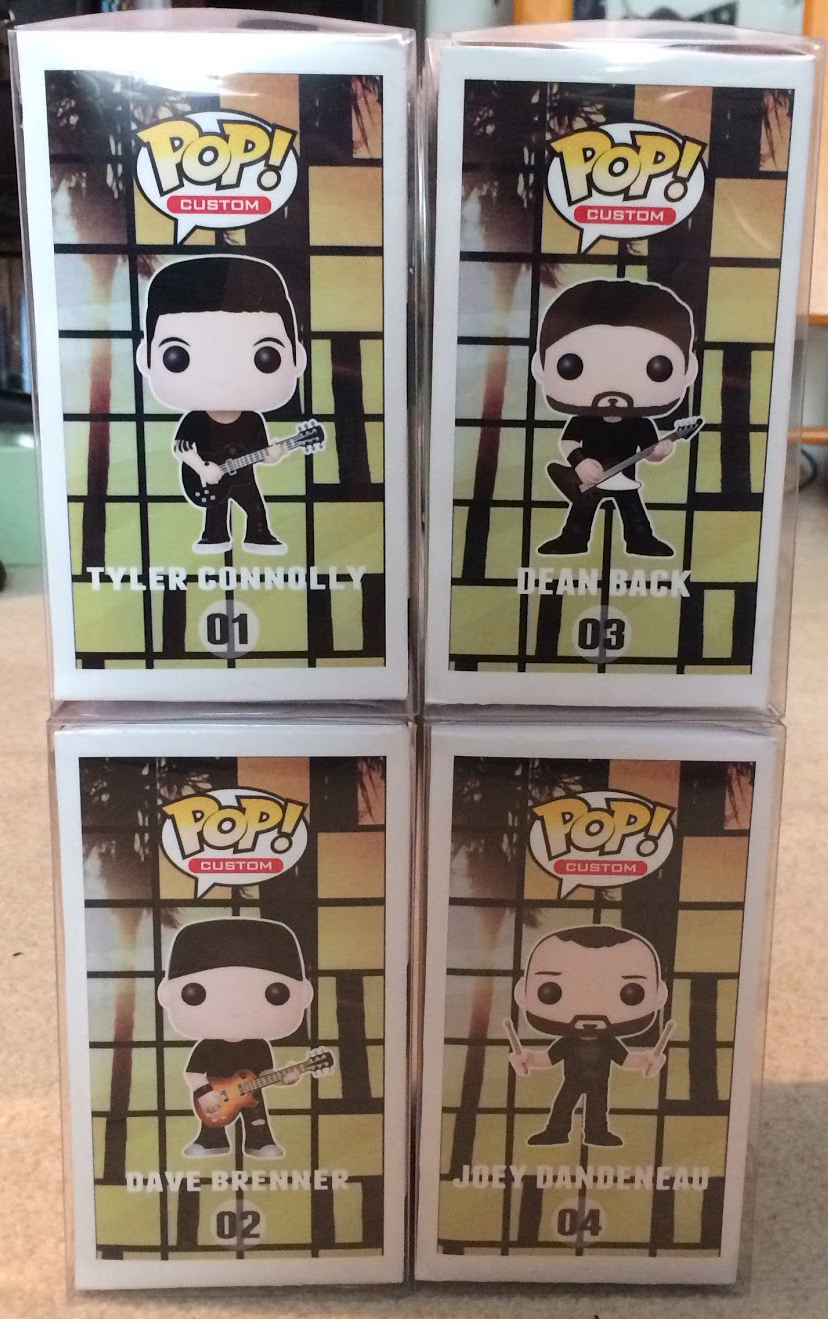 POP!
CUSTOM
TYLER CONNOLLY
01
POP!
CUSTOM
DEAN BACK
03
POP!
CUSTOM
DAVE BRENNER
02
POP!
CUSTOM
JOEY DANDENEAU
04